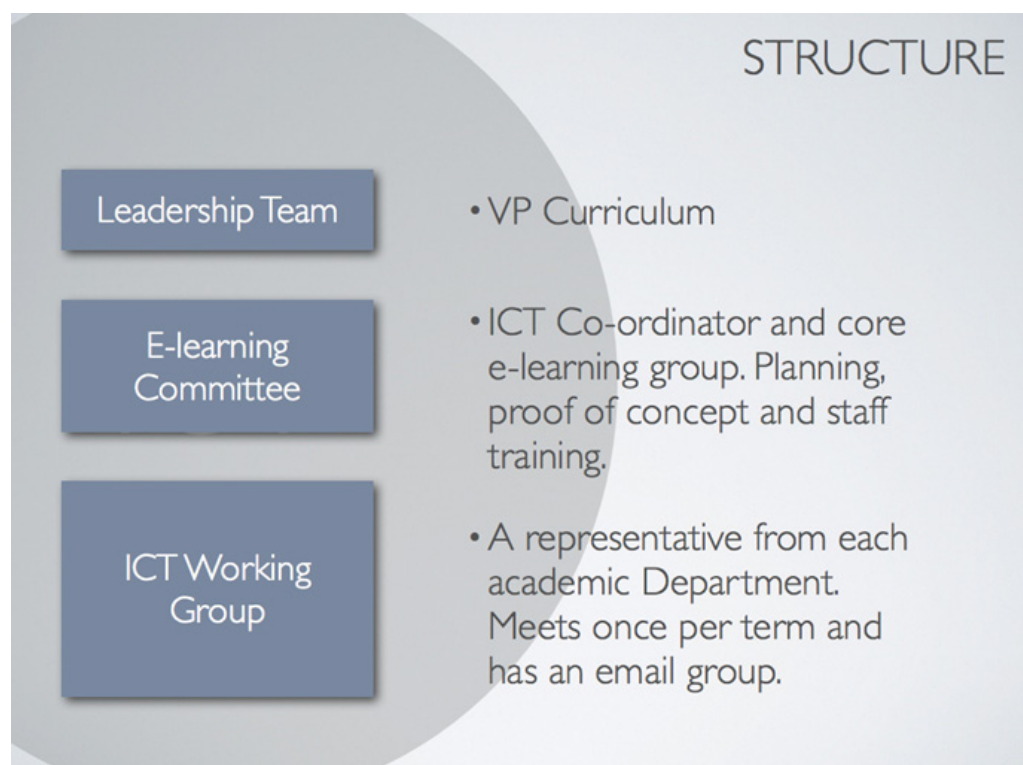 STRUCTURE
Leadership Team
• VP Curriculum
E-learning
Committee
• ICT Co-ordinator and core
e-learning group. Planning,
proof of concept and staff
training.
ICT Working
Group
• A representative from each
academic Department.
Meets once per term and
has an email group.